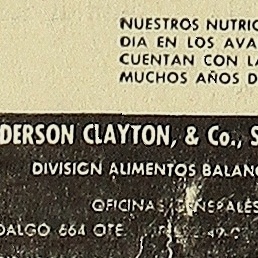 NUESTROS NUTRIC
DIA EN LOS AVA
CUENTAN CON LA
MUCHOS AÑOS D
DERSON CLAYTON, & Co., S
DIVISION ALIMENTOS BALANC
OFICINAS GENERALES
DALGO 664 OTE.